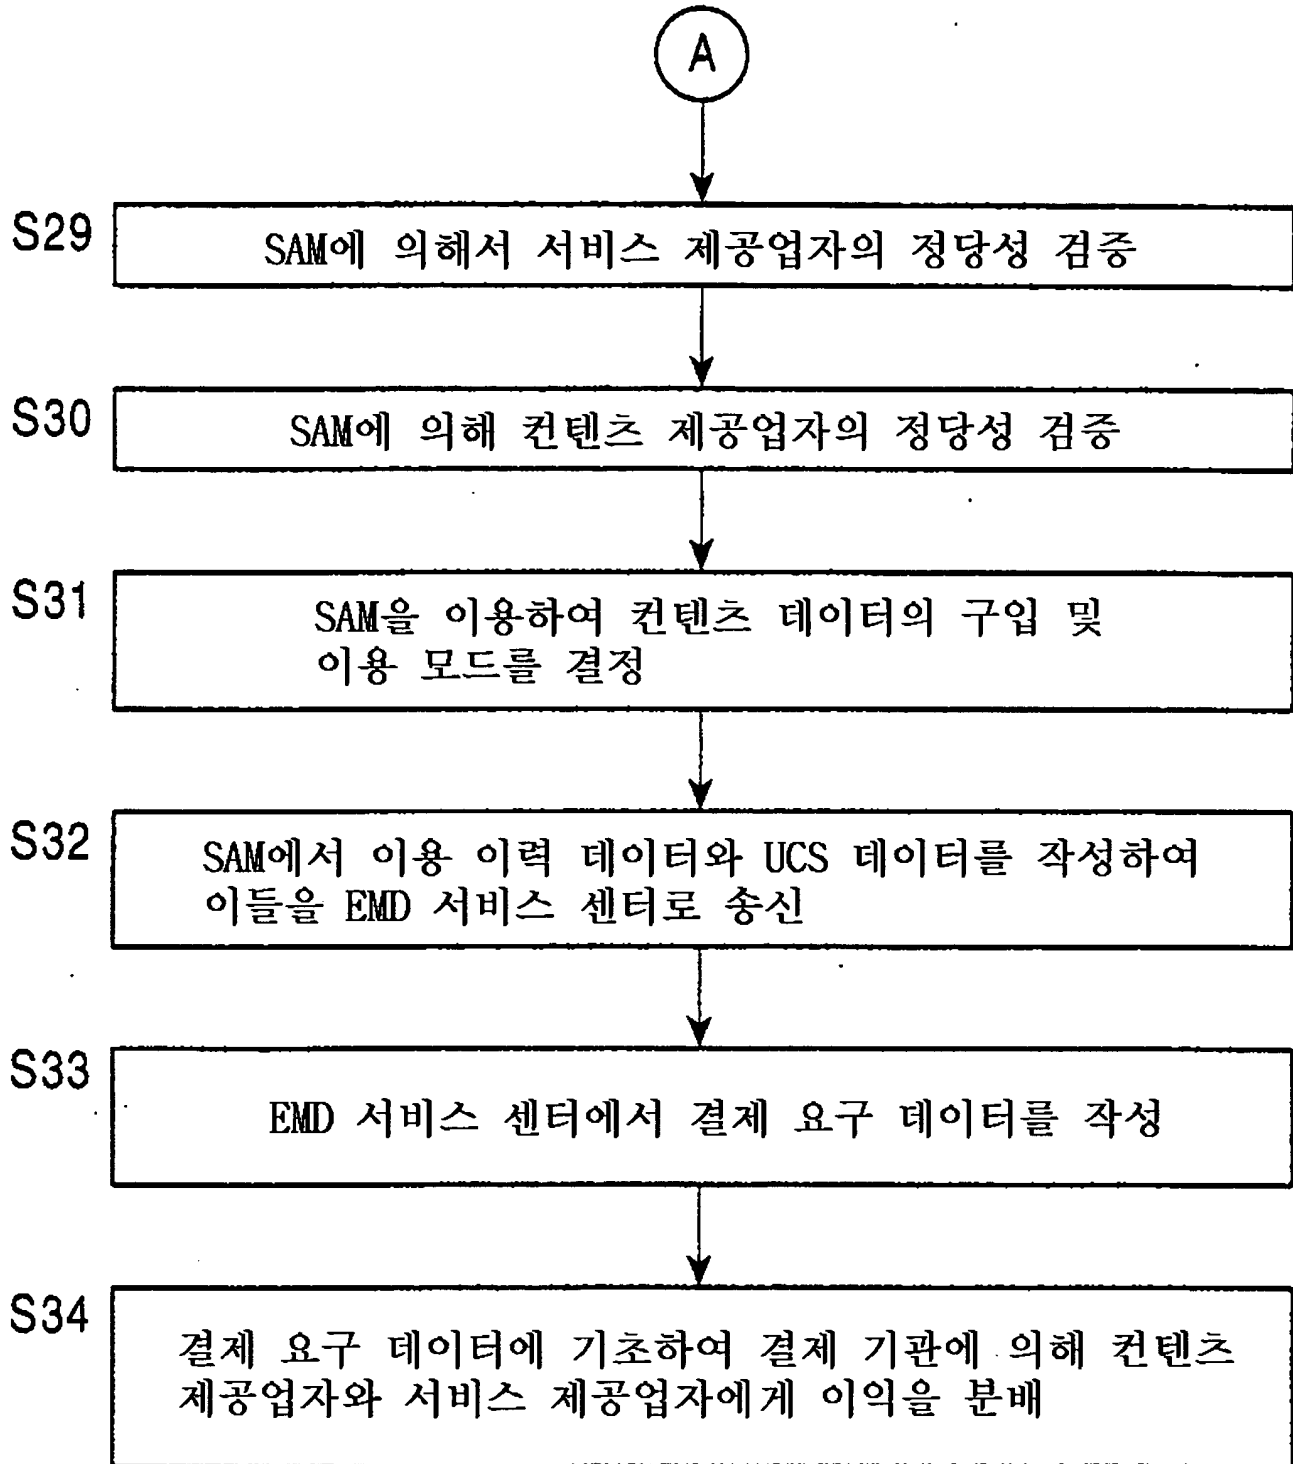 A
S29
SAM에 의해서 서비스 제공업자의 정당성 검증
S30
SAM에 의해 컨텐츠 제공업자의 정당성 검증
S31
SAM을 이용하여 컨텐츠 데이터의 구입 및
이용 모드를 결정
S32
SAM에서 이용 이력 데이터와 UCS 데이터를 작성하여
이들을 EMD 서비스 센터로 송신
S33
EMD 서비스 센터에서 결제 요구 데이터를 작성
S34
결제 요구 데이터에 기초하여 결제 기관에 의해 컨텐츠
제공업자와 서비스 제공업자에게 이익을 분배